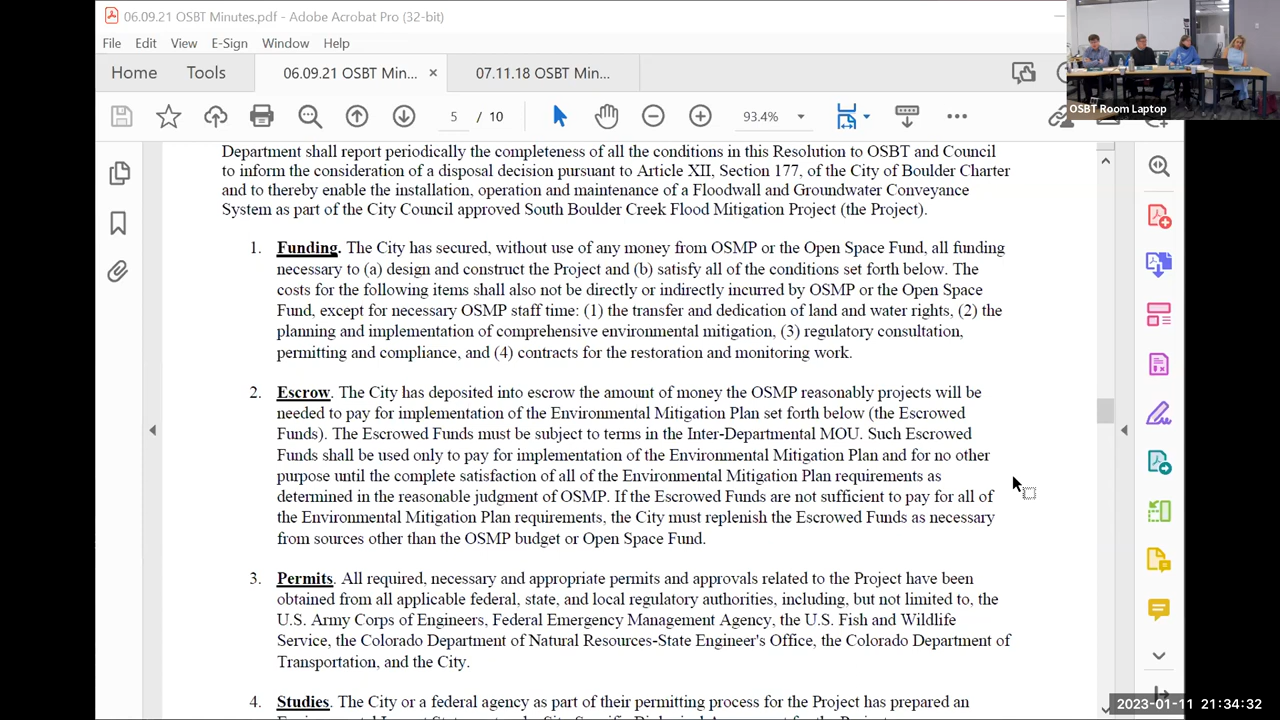 06.09.21 OSBT Minutes.pdf - Adobe Acrobat Pro (32-bit)
File Edit View E-Sign Window Help
Home Tools 06.09.21 OSBT Min... × 07.11.18 OSBT Min...
5 / 10 93.4%
OSBT Room Laptop
Department shall report periodically the completeness of all the conditions in this Resolution to OSBT and Council
to inform the consideration of a disposal decision pursuant to Article XII, Section 177, of the City of Boulder Charter
and to thereby enable the installation, operation and maintenance of a Floodwall and Groundwater Conveyance
System as part of the City Council approved South Boulder Creek Flood Mitigation Project (the Project).
1. Funding. The City has secured, without use of any money from OSMP or the Open Space Fund, all funding
necessary to (a) design and construct the Project and (b) satisfy all of the conditions set forth below. The
costs for the following items shall also not be directly or indirectly incurred by OSMP or the Open Space
Fund, except for necessary OSMP staff time: (1) the transfer and dedication of land and water rights, (2) the
planning and implementation of comprehensive environmental mitigation, (3) regulatory consultation,
permitting and compliance, and (4) contracts for the restoration and monitoring work.
2. Escrow. The City has deposited into escrow the amount of money the OSMP reasonably projects will be
needed to pay for implementation of the Environmental Mitigation Plan set forth below (the Escrowed
Funds). The Escrowed Funds must be subject to terms in the Inter-Departmental MOU. Such Escrowed
Funds shall be used only to pay for implementation of the Environmental Mitigation Plan and for no other
purpose until the complete satisfaction of all of the Environmental Mitigation Plan requirements as
determined in the reasonable judgment of OSMP. If the Escrowed Funds are not sufficient to pay for all of
the Environmental Mitigation Plan requirements, the City must replenish the Escrowed Funds as necessary
from sources other than the OSMP budget or Open Space Fund.
3. Permits. All required, necessary and appropriate permits and approvals related to the Project have been
obtained from all applicable federal, state, and local regulatory authorities, including, but not limited to, the
U.S. Army Corps of Engineers, Federal Emergency Management Agency, the U.S. Fish and Wildlife
Service, the Colorado Department of Natural Resources-State Engineer's Office, the Colorado Department of
Transportation, and the City.
4. Studies. The City or a federal agency as part of their permitting process for the Project has prepared an
2023-01-11 21:34:32